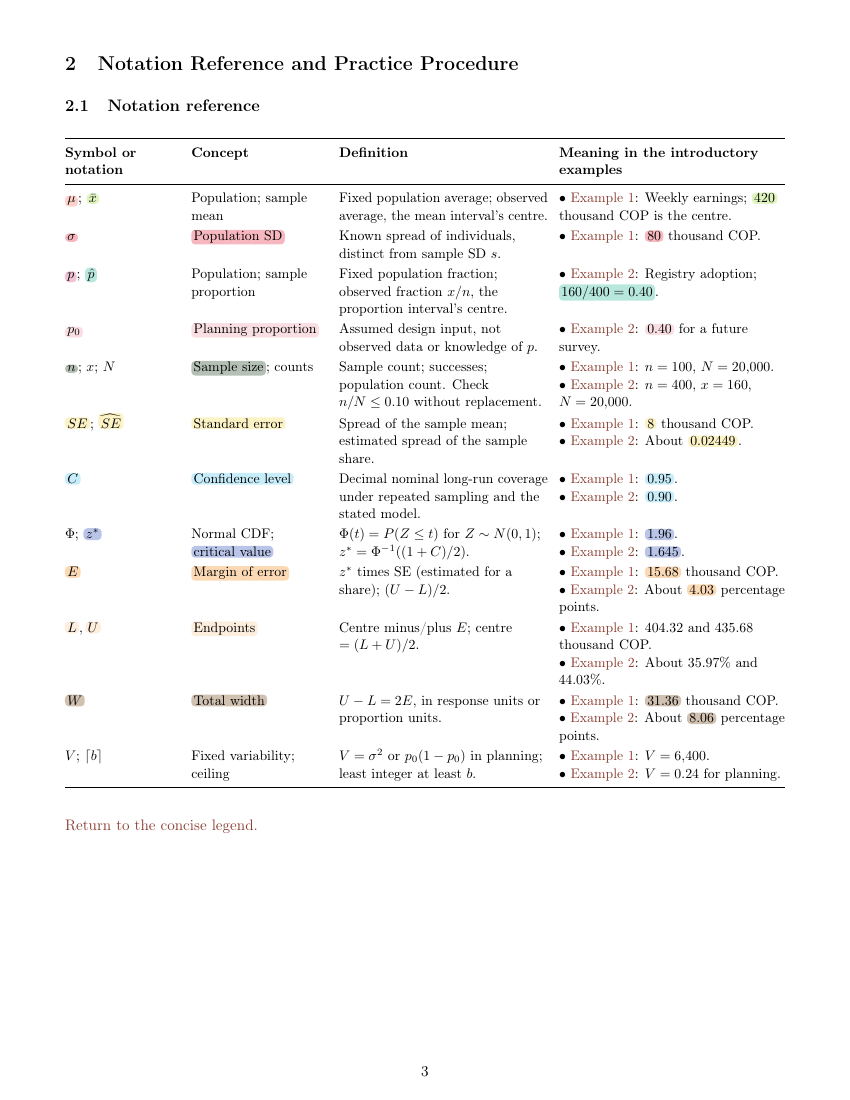 2 Notation Reference and Practice Procedure
2.1 Notation reference
Symbol or notation Concept Definition Meaning in the introductory examples
μ; x̄ Population; sample mean Fixed population average; observed average, the mean interval's centre. • Example 1: Weekly earnings; 420 thousand COP is the centre.
σ Population SD Known spread of individuals, distinct from sample SD s. • Example 1: 80 thousand COP.
p; p̂ Population; sample proportion Fixed population fraction; observed fraction x/n, the proportion interval's centre. • Example 2: Registry adoption; 160/400 = 0.40.
p₀ Planning proportion Assumed design input, not observed data or knowledge of p. • Example 2: 0.40 for a future survey.
n; x; N Sample size; counts Sample count; successes; population count. Check n/N ≤ 0.10 without replacement. • Example 1: n = 100, N = 20,000. • Example 2: n = 400, x = 160, N = 20,000.
SE; S͡E Standard error Spread of the sample mean; estimated spread of the sample share. • Example 1: 8 thousand COP. • Example 2: About 0.02449.
C Confidence level Decimal nominal long-run coverage under repeated sampling and the stated model. • Example 1: 0.95. • Example 2: 0.90.
Φ; z* Normal CDF; critical value Φ(t) = P(Z ≤ t) for Z ∼ N(0, 1); z* = Φ⁻¹((1 + C)/2). • Example 1: 1.96. • Example 2: 1.645.
E Margin of error z* times SE (estimated for a share); (U − L)/2. • Example 1: 15.68 thousand COP. • Example 2: About 4.03 percentage points.
L, U Endpoints Centre minus/plus E; centre = (L + U)/2. • Example 1: 404.32 and 435.68 thousand COP. • Example 2: About 35.97% and 44.03%.
W Total width U − L = 2E, in response units or proportion units. • Example 1: 31.36 thousand COP. • Example 2: About 8.06 percentage points.
V; ⌈b⌉ Fixed variability; ceiling V = σ² or p₀(1 − p₀) in planning; least integer at least b. • Example 1: V = 6,400. • Example 2: V = 0.24 for planning.
Return to the concise legend.
3